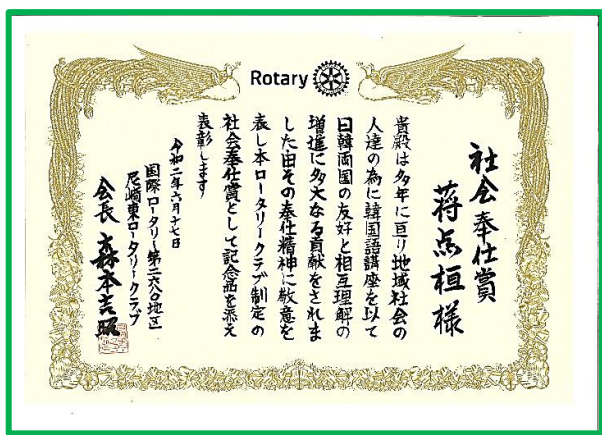 Rotary
社会奉仕賞
蒋点桓様
貴殿は多年に亘り地域社会の
人達の為に韓国語講座を以て
日韓両国の友好と相互理解の
増進に多大なる貢献をされま
した由その奉仕精神に敬意を
表し本ロータリークラブ制定の
社会奉仕賞として記念品を添え
表彰します
令和二年六月十七日
国際ロータリー第二六八〇地区
尼崎東ロータリークラブ
会長 森本吉昭